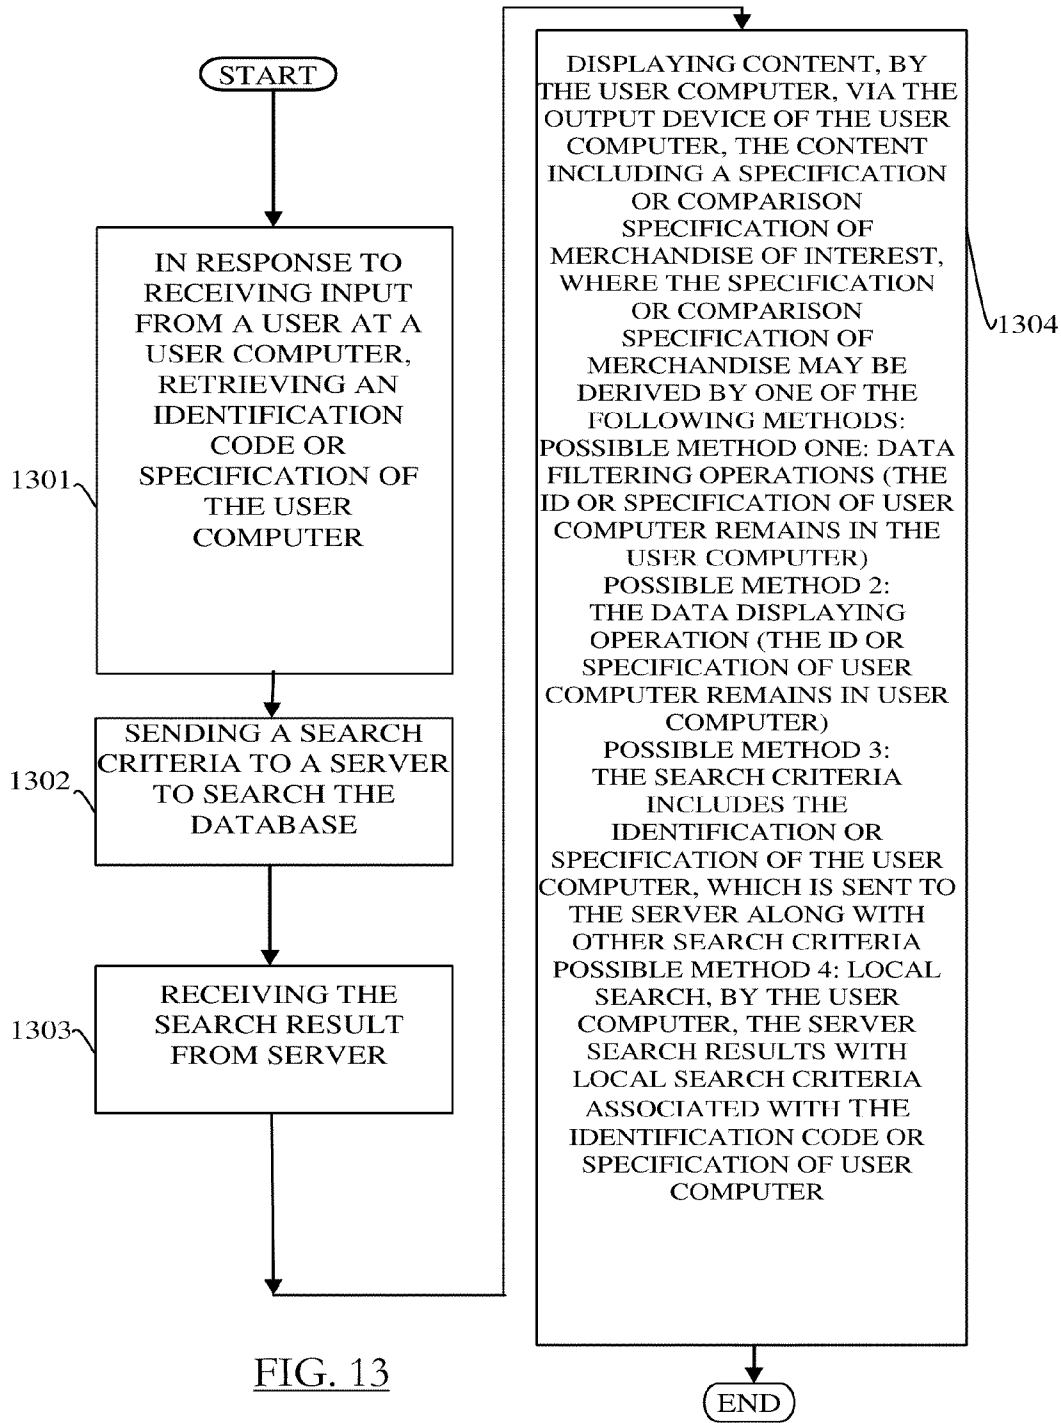 START
IN RESPONSE TO
RECEIVING INPUT
FROM A USER AT A
USER COMPUTER,
RETRIEVING AN
IDENTIFICATION
CODE OR
SPECIFICATION OF
THE USER
COMPUTER
1301
SENDING A SEARCH
CRITERIA TO A SERVER
TO SEARCH THE
DATABASE
1302
RECEIVING THE
SEARCH RESULT
FROM SERVER
1303
DISPLAYING CONTENT, BY
THE USER COMPUTER, VIA THE
OUTPUT DEVICE OF THE USER
COMPUTER, THE CONTENT
INCLUDING A SPECIFICATION
OR COMPARISON
SPECIFICATION OF
MERCHANDISE OF INTEREST,
WHERE THE SPECIFICATION
OR COMPARISON
SPECIFICATION OF
MERCHANDISE MAY BE
DERIVED BY ONE OF THE
FOLLOWING METHODS:
POSSIBLE METHOD ONE: DATA
FILTERING OPERATIONS (THE
ID OR SPECIFICATION OF USER
COMPUTER REMAINS IN THE
USER COMPUTER)
POSSIBLE METHOD 2:
THE DATA DISPLAYING
OPERATION (THE ID OR
SPECIFICATION OF USER
COMPUTER REMAINS IN USER
COMPUTER)
POSSIBLE METHOD 3:
THE SEARCH CRITERIA
INCLUDES THE
IDENTIFICATION OR
SPECIFICATION OF THE USER
COMPUTER, WHICH IS SENT TO
THE SERVER ALONG WITH
OTHER SEARCH CRITERIA
POSSIBLE METHOD 4: LOCAL
SEARCH, BY THE USER
COMPUTER, THE SERVER
SEARCH RESULTS WITH
LOCAL SEARCH CRITERIA
ASSOCIATED WITH THE
IDENTIFICATION CODE OR
SPECIFICATION OF USER
COMPUTER
1304
END
FIG. 13